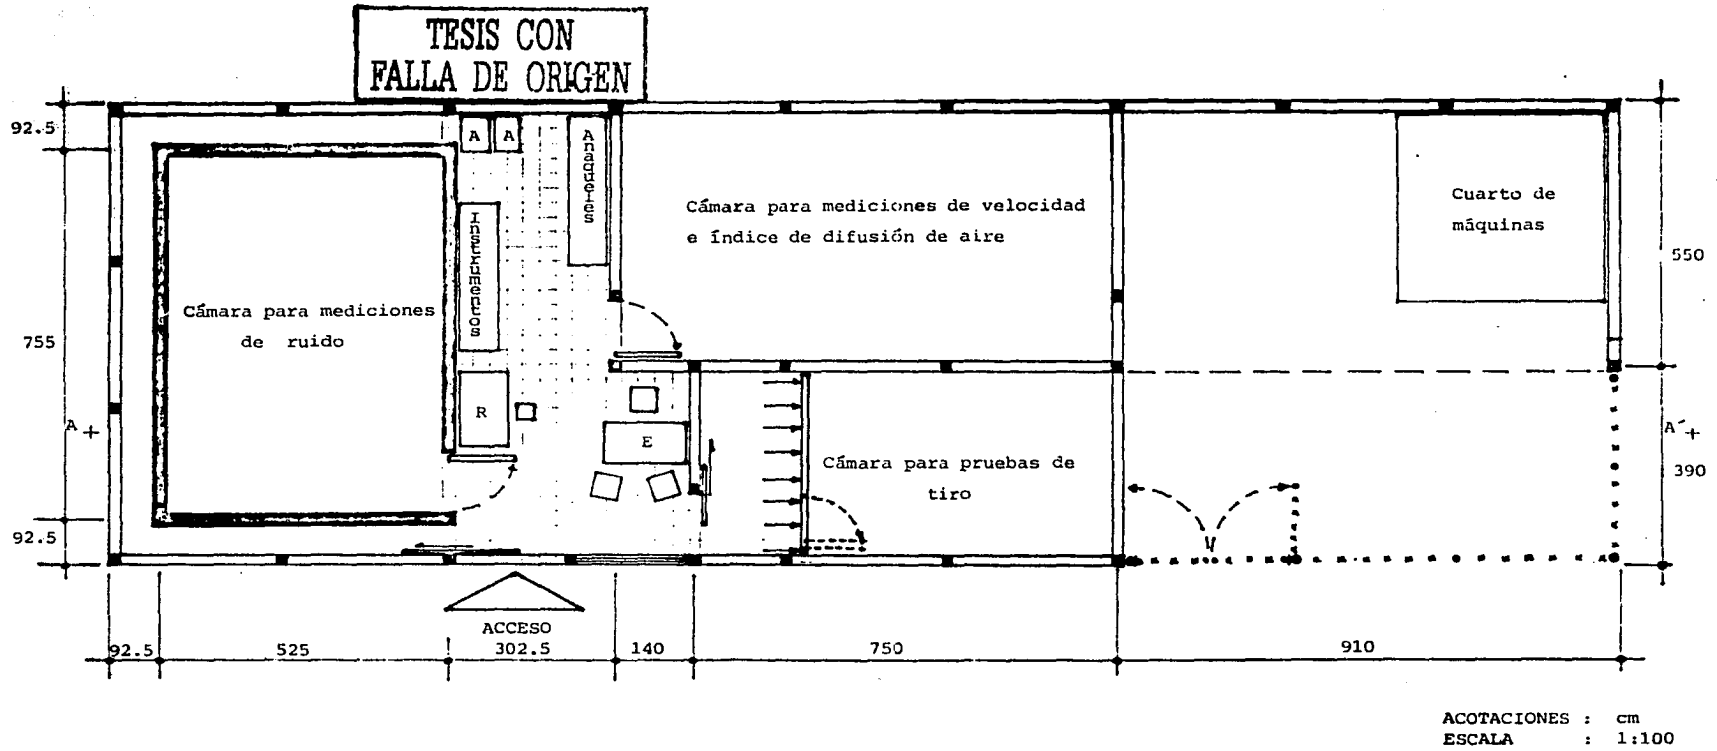 TESIS CON
FALLA DE ORIGEN
92.5
A A
Anaqueles
Instrumentos
Cámara para mediciones de velocidad
e índice de difusión de aire
Cuarto de
máquinas
550
Cámara para mediciones
de ruido
755
R
E
A
A´
390
Cámara para pruebas de
tiro
92.5
ACCESO
92.5
525
302.5
140
750
910
ACOTACIONES : cm
ESCALA : 1:100